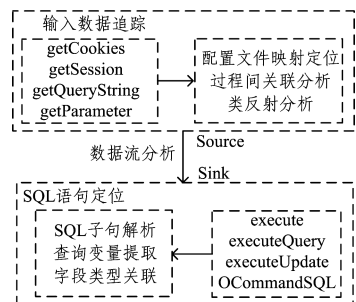 输入数据追踪
getCookies
getSession
getQueryString
getParameter
配置文件映射定位
过程间关联分析
类反射分析
数据流分析
Source
Sink
SQL语句定位
SQL子句解析
查询变量提取
字段类型关联
execute
executeQuery
executeUpdate
OCommandSQL